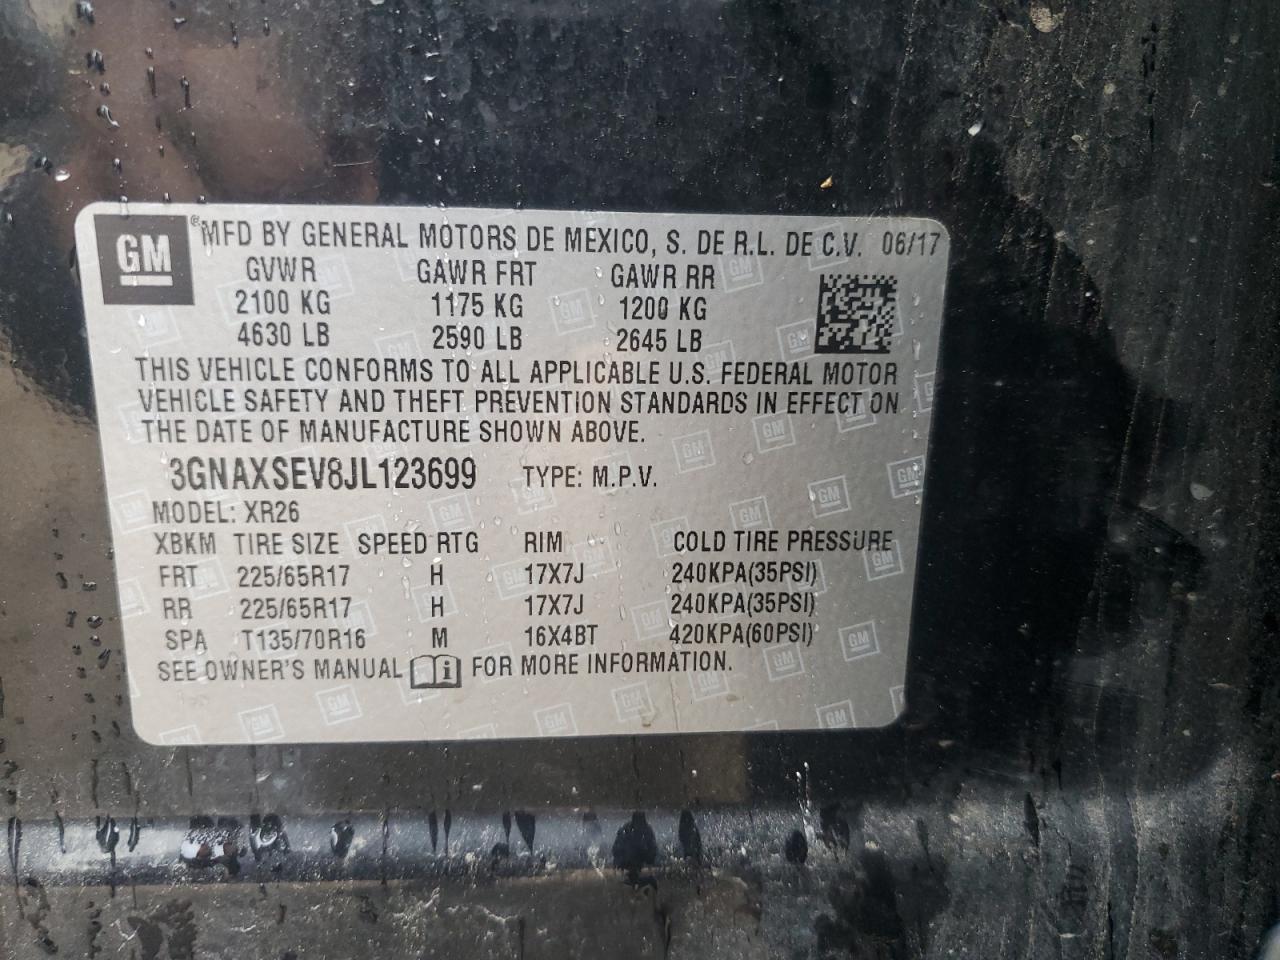 GM ® MFD BY GENERAL MOTORS DE MEXICO, S. DE R.L. DE C.V. 06/17
GVWR GAWR FRT GAWR RR
2100 KG 1175 KG 1200 KG
4630 LB 2590 LB 2645 LB
THIS VEHICLE CONFORMS TO ALL APPLICABLE U.S. FEDERAL MOTOR
VEHICLE SAFETY AND THEFT PREVENTION STANDARDS IN EFFECT ON
THE DATE OF MANUFACTURE SHOWN ABOVE.
3GNAXSEV8JL123699 TYPE: M.P.V.
MODEL: XR26
XBKM TIRE SIZE SPEED RTG RIM COLD TIRE PRESSURE
FRT 225/65R17 H 17X7J 240KPA(35PSI)
RR 225/65R17 H 17X7J 240KPA(35PSI)
SPA T135/70R16 M 16X4BT 420KPA(60PSI)
SEE OWNER'S MANUAL i FOR MORE INFORMATION.